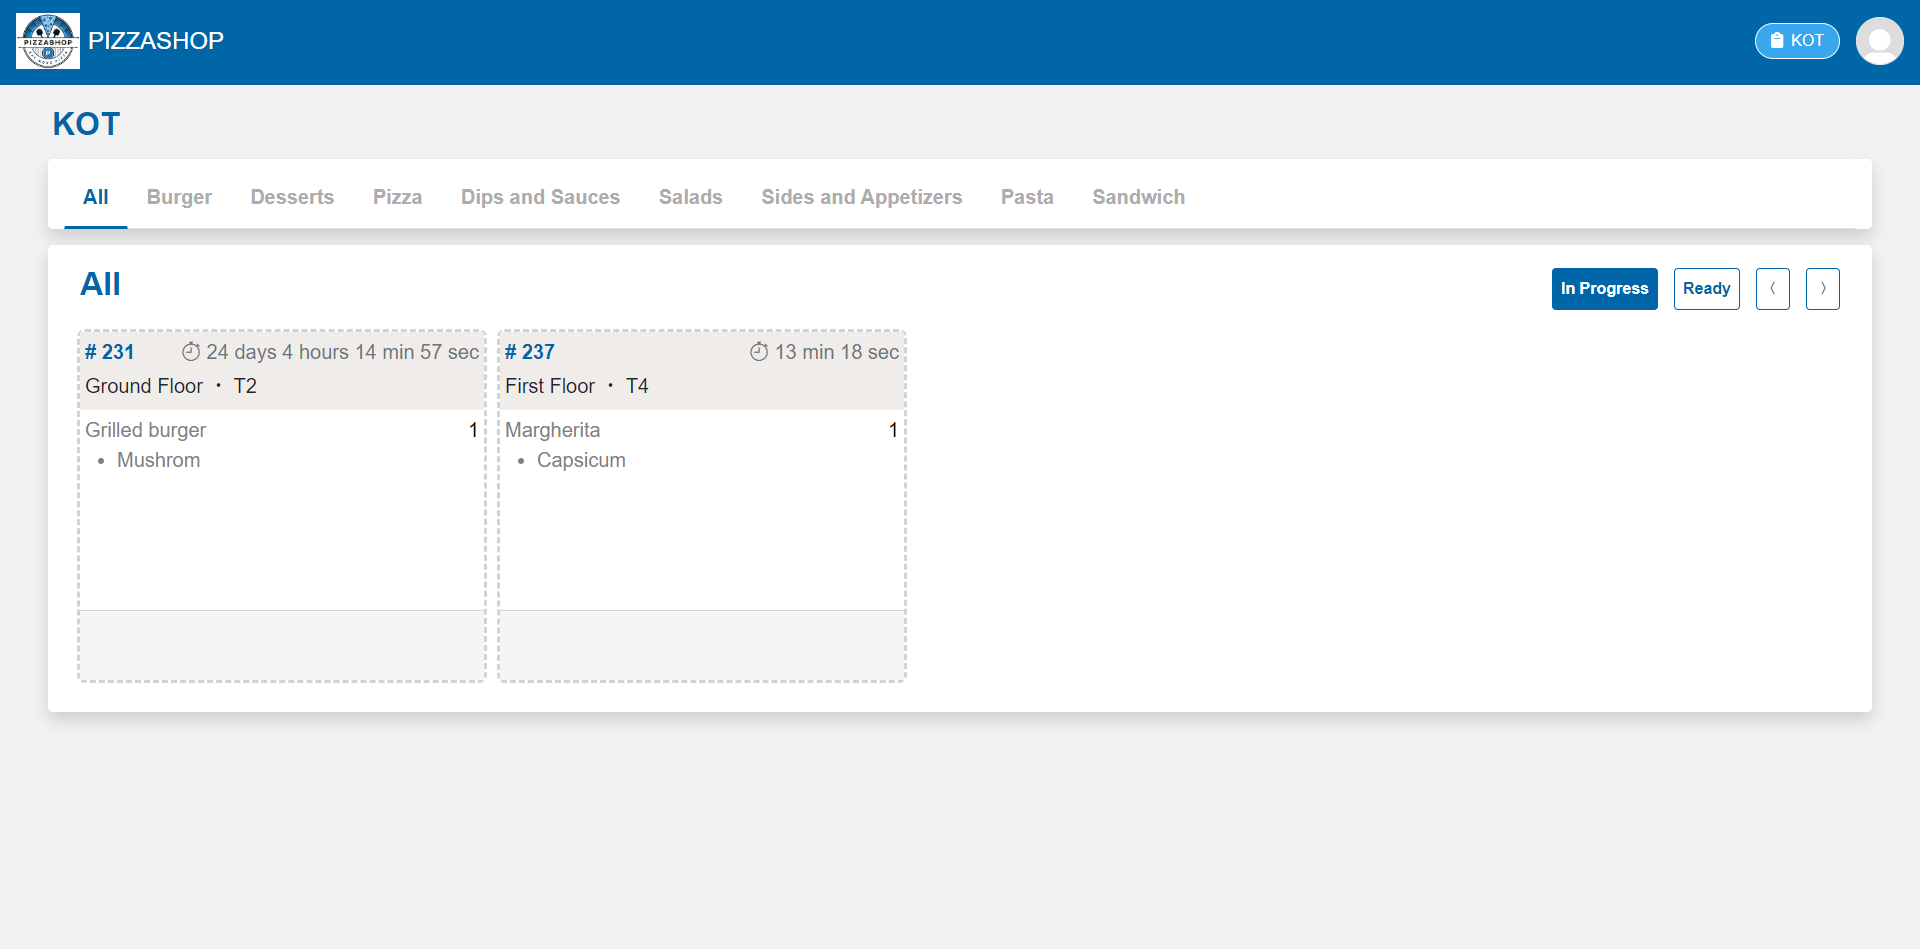 PIZZASHOP
PIZZASHOP
KOT
KOT
All Burger Desserts Pizza Dips and Sauces Salads Sides and Appetizers Pasta Sandwich
All
In Progress Ready 〈 〉
# 231 24 days 4 hours 14 min 57 sec
Ground Floor • T2
Grilled burger 1
• Mushrom
# 237 13 min 18 sec
First Floor • T4
Margherita 1
• Capsicum